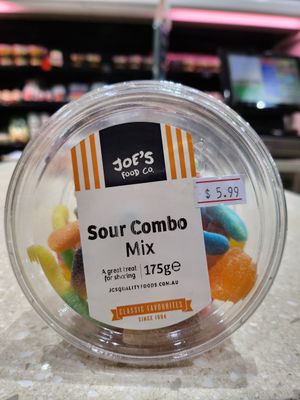 JOE'S
FOOD CO.
$ 5.99
Sour Combo
Mix
A great treat
for sharing
175g℮
JCSQUALITYFOODS.COM.AU
CLASSIC FAVOURITES
SINCE 1994